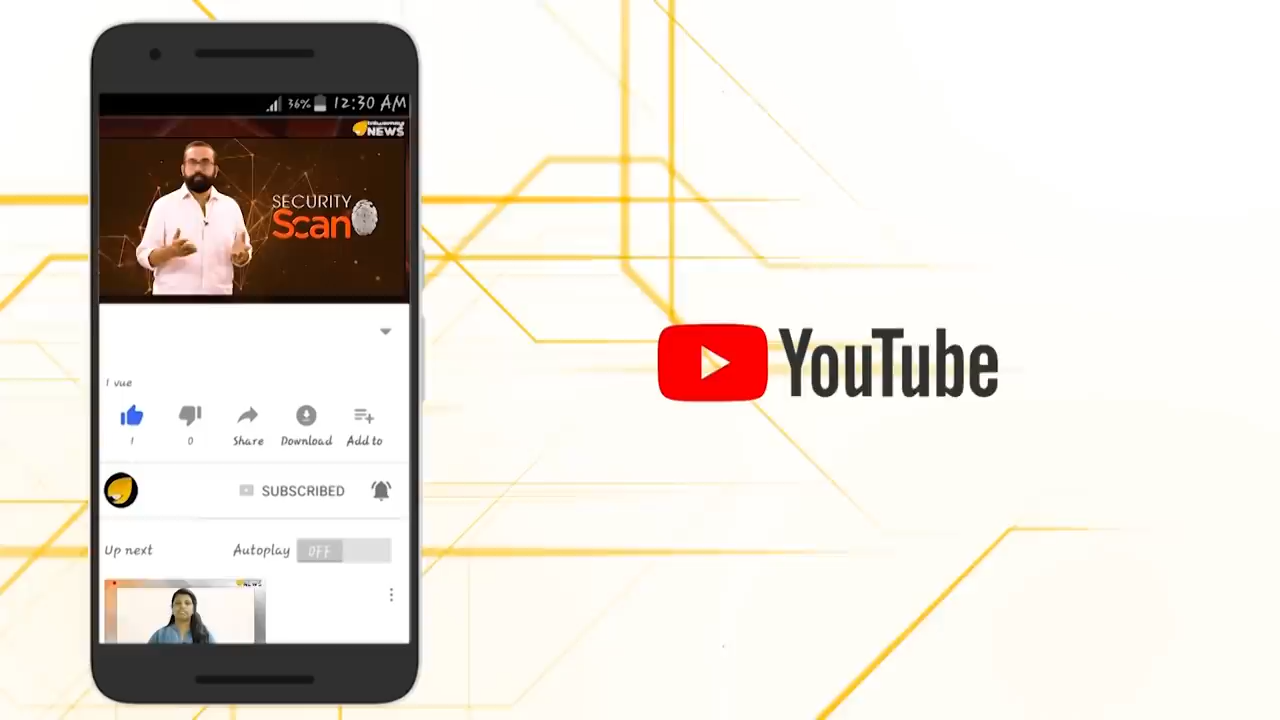 36% 12:30 AM
NEWS
SECURITY
Scan
1 vue
1 0 Share Download Add to
SUBSCRIBED
Up next Autoplay OFF
NEWS
YouTube